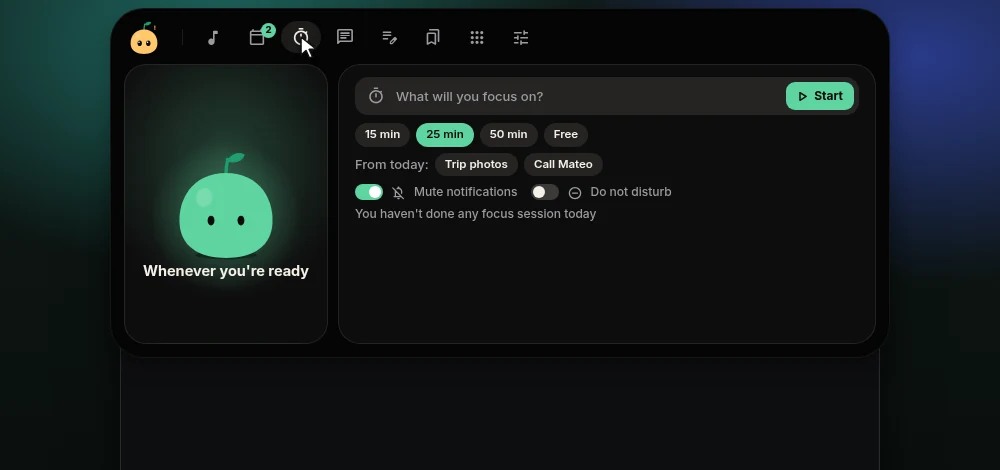 2
What will you focus on?
Start
15 min
25 min
50 min
Free
From today:
Trip photos
Call Mateo
Mute notifications
Do not disturb
You haven't done any focus session today
Whenever you're ready